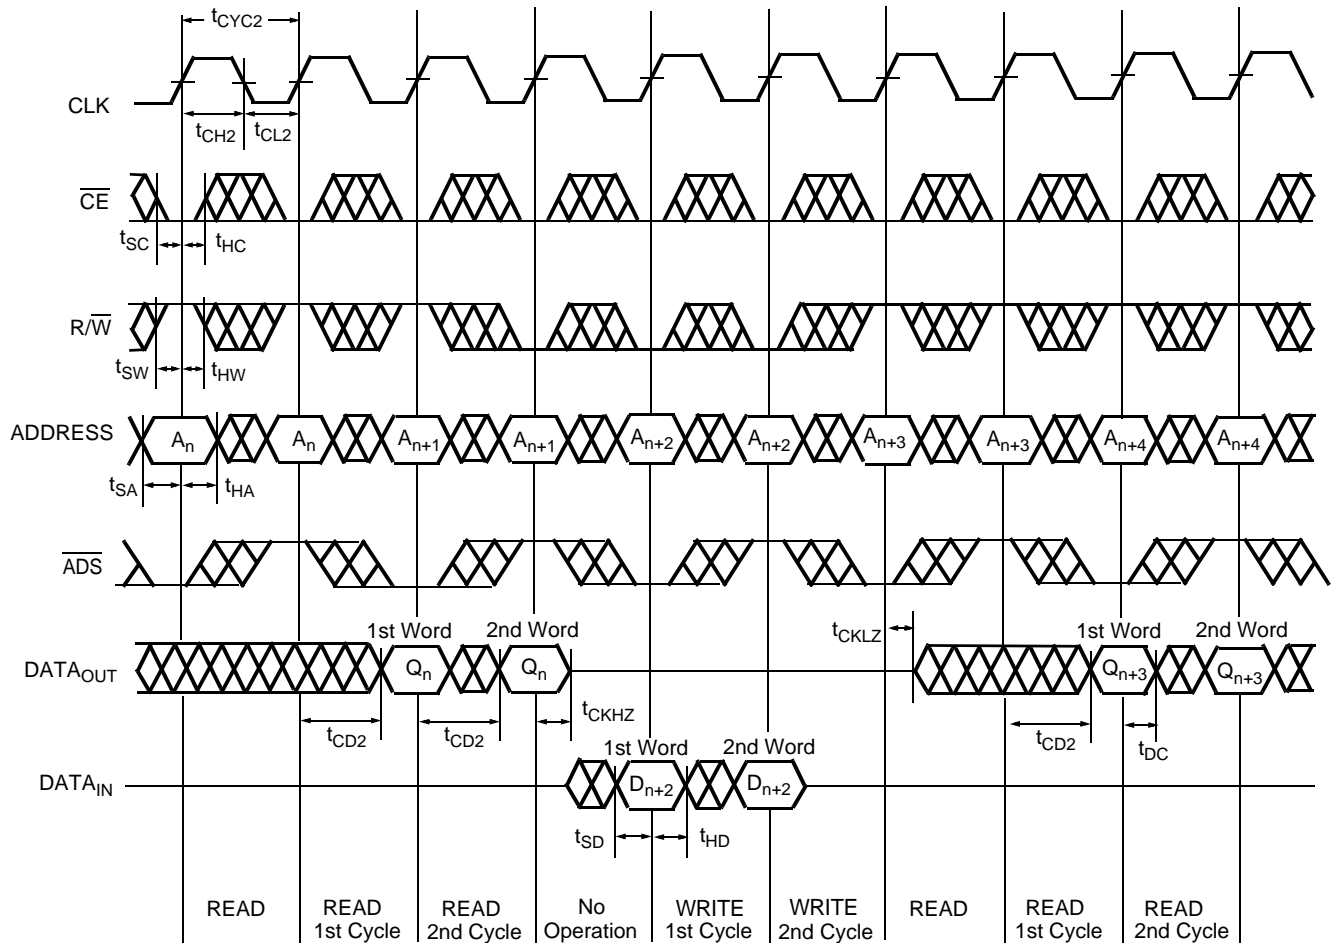 tCYC2
CLK
tCH2 tCL2
CE
tSC tHC
R/W
tSW tHW
ADDRESS An An An+1 An+1 An+2 An+2 An+3 An+3 An+4 An+4
tSA tHA
ADS
1st Word 2nd Word tCKLZ 1st Word 2nd Word
DATAOUT Qn Qn Qn+3 Qn+3
tCD2 tCD2 tCKHZ tCD2 tDC
1st Word 2nd Word
DATAIN Dn+2 Dn+2
tSD tHD
READ READ READ No WRITE WRITE READ READ READ
1st Cycle 2nd Cycle Operation 1st Cycle 2nd Cycle 1st Cycle 2nd Cycle